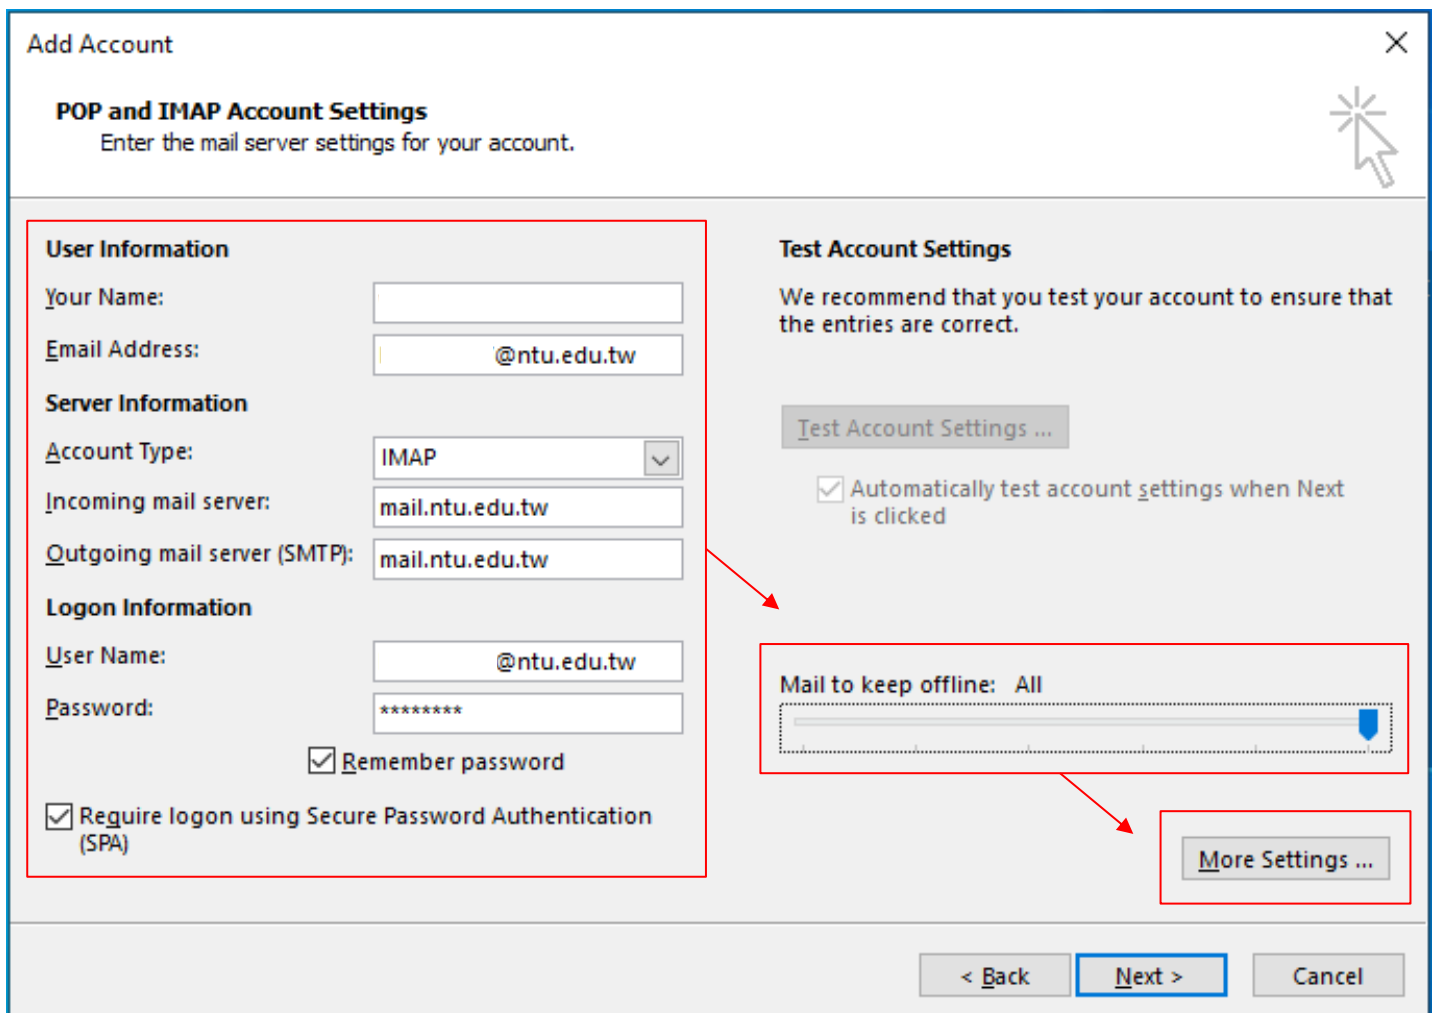 Add Account
POP and IMAP Account Settings
Enter the mail server settings for your account.
User Information
Your Name:
Email Address:
@ntu.edu.tw
Server Information
Account Type:
IMAP
Incoming mail server:
mail.ntu.edu.tw
Outgoing mail server (SMTP):
mail.ntu.edu.tw
Logon Information
User Name:
@ntu.edu.tw
Password:
********
Remember password
Require logon using Secure Password Authentication
(SPA)
Test Account Settings
We recommend that you test your account to ensure that
the entries are correct.
Test Account Settings ...
Automatically test account settings when Next
is clicked
Mail to keep offline: All
More Settings ...
< Back
Next >
Cancel